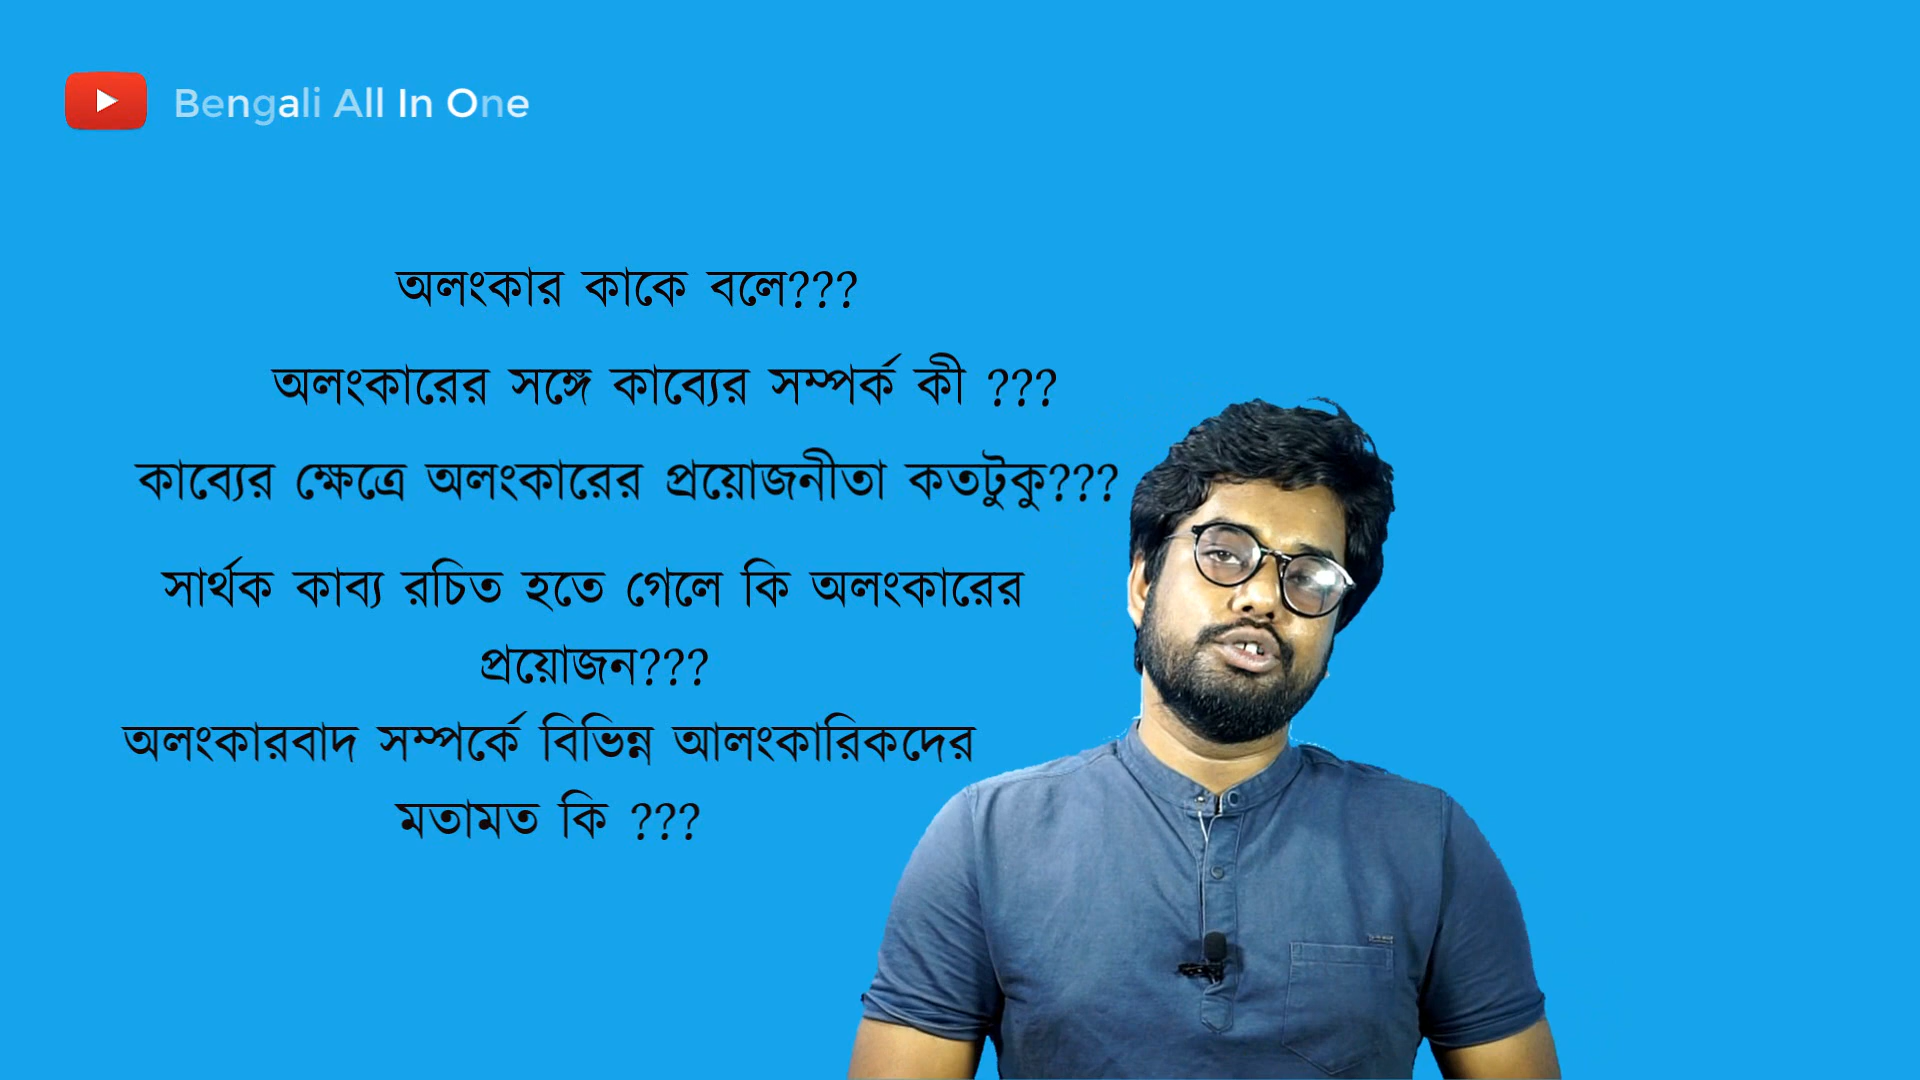 Bengali All In One
অলংকার কাকে বলে???
অলংকারের সঙ্গে কাব্যের সম্পর্ক কী ???
কাব্যের ক্ষেত্রে অলংকারের প্রয়োজনীতা কতটুকু???
সার্থক কাব্য রচিত হতে গেলে কি অলংকারের
প্রয়োজন???
অলংকারবাদ সম্পর্কে বিভিন্ন আলংকারিকদের
মতামত কি ???